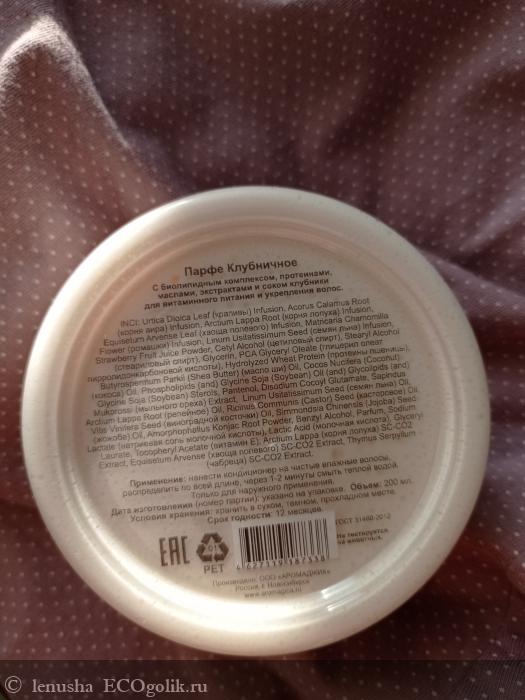 Парфе Клубничное
С биолипидным комплексом, протеинами,
маслами, экстрактами и соком клубники
для витаминного питания и укрепления волос.
INCI: Urtica Dioica Leaf (крапивы) Infusion, Acorus Calamus Root
(корня аира) Infusion, Arctium Lappa Root (корня лопуха) Infusion,
Equisetum Arvense Leaf (хвоща полевого) Infusion, Matricaria Chamomilla
Flower (ромашки) Infusion, Linum Usitatissimum Seed (семян льна) Infusion,
Strawberry Fruit Juice Powder, Cetyl Alcohol (цетиловый спирт), Stearyl Alcohol
(стеариловый спирт), Glycerin, PCA Glyceryl Oleate (глицерил олеат
пирролидонкарбоновой кислоты), Hydrolyzed Wheat Protein (протеины пшеницы),
Butyrospermum Parkii (Shea Butter) (масло ши) Oil, Cocos Nucifera (Coconut)
(кокоса) Oil, Phospholipids (and) Glycine Soja (Soybean) Oil (and) Glycolipids (and)
Glycine Soja (Soybean) Sterols, Pantenol, Disodium Cocoyl Glutamate, Sapindus
Mukorossi (мыльного ореха) Extract, Linum Usitatissimum Seed (семян льна) Oil,
Arctium Lappa Root (репейное) Oil, Ricinus Communis (Castor) Seed (касторовое) Oil,
Vitis Vinifera Seed (виноградной косточки) Oil, Simmondsia Chinensis (Jojoba) Seed
(жожоба) Oil, Amorphophallus Konjac Root Powder, Benzyl Alcohol, Parfum, Sodium
Lactate (натриевая соль молочной кислоты), Lactic Acid (молочная кислота), Glyceryl
Laurate, Tocopheryl Acetate (витамин Е), Arctium Lappa (корня лопуха) SC-CO2
Extract, Equisetum Arvense (хвоща полевого) SC-CO2 Extract, Thymus Serpyllum
(чабреца) SC-CO2 Extract.
Применение: нанести кондиционер на чистые влажные волосы,
распределить по всей длине, через 1-2 минуты смыть теплой водой.
Только для наружного применения.
Дата изготовления (номер партии): указана на упаковке. Объем: 200 мл.
Условия хранения: хранить в сухом, темном, прохладном месте.
Срок годности: 12 месяцев.
ГОСТ 31460-2012
Не тестируется
на животных.
EAC
01
PET
4 627119 187338
Произведено: ООО «АРОМАДЖИЯ»
Россия, г. Новосибирск
www.aromagica.ru
© lenusha ECOgolik.ru